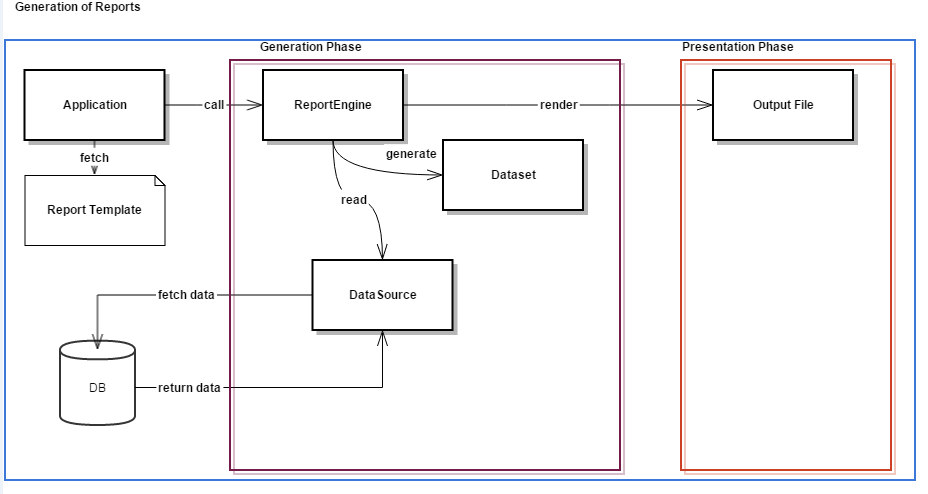 Generation of Reports
Generation Phase
Presentation Phase
Application
call
ReportEngine
render
Output File
fetch
generate
Report Template
Dataset
read
fetch data
DataSource
DB
return data